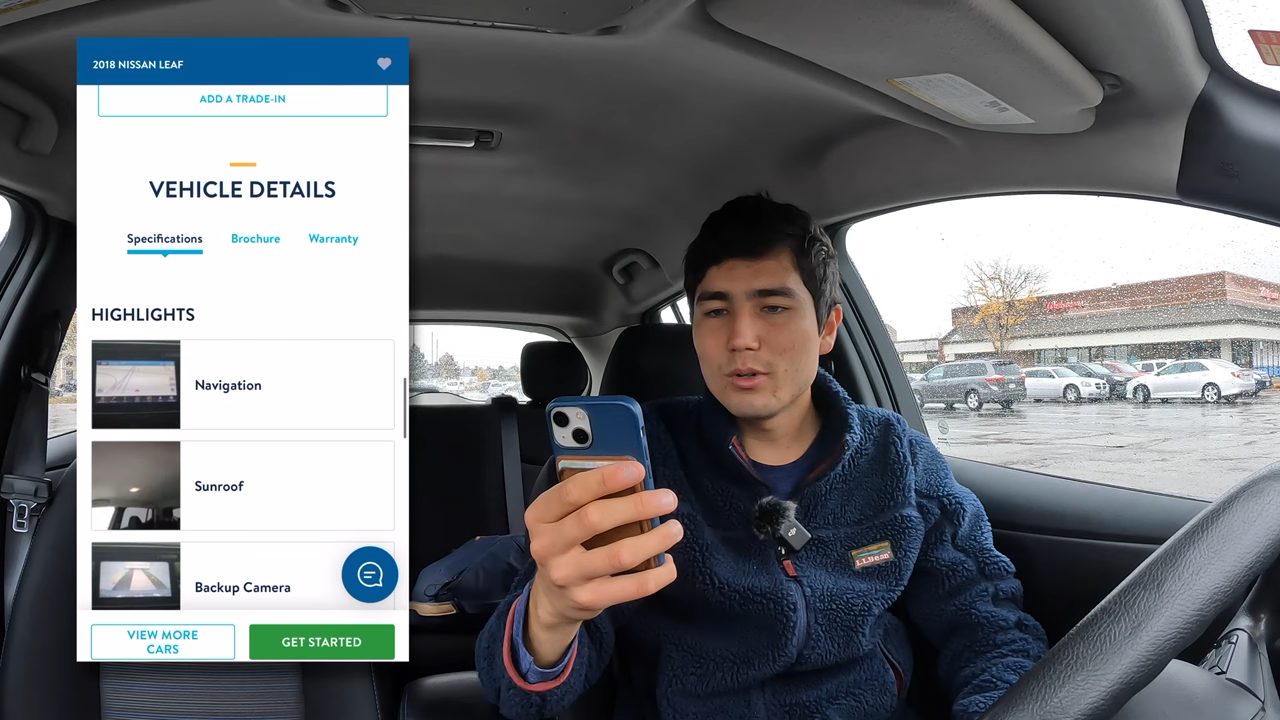 2018 NISSAN LEAF
ADD A TRADE-IN
VEHICLE DETAILS
Specifications
Brochure
Warranty
HIGHLIGHTS
Navigation
Sunroof
Backup Camera
VIEW MORE
CARS
GET STARTED
L.L.Bean
dji